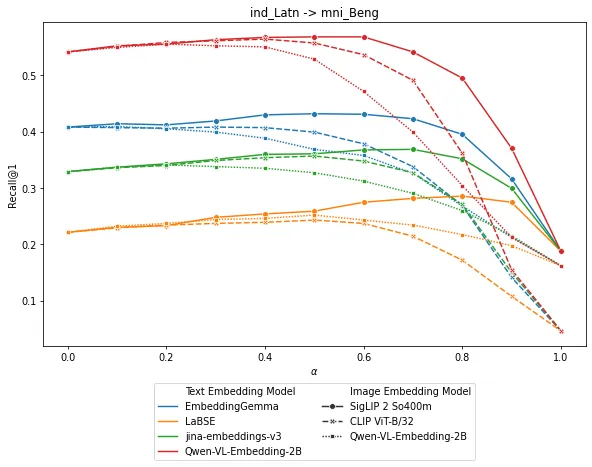 ind_Latn -> mni_Beng
Recall@1
0.5
0.4
0.3
0.2
0.1
0.0 0.2 0.4 0.6 0.8 1.0
α
Text Embedding Model Image Embedding Model
EmbeddingGemma SigLIP 2 So400m
LaBSE CLIP ViT-B/32
jina-embeddings-v3 Qwen-VL-Embedding-2B
Qwen-VL-Embedding-2B